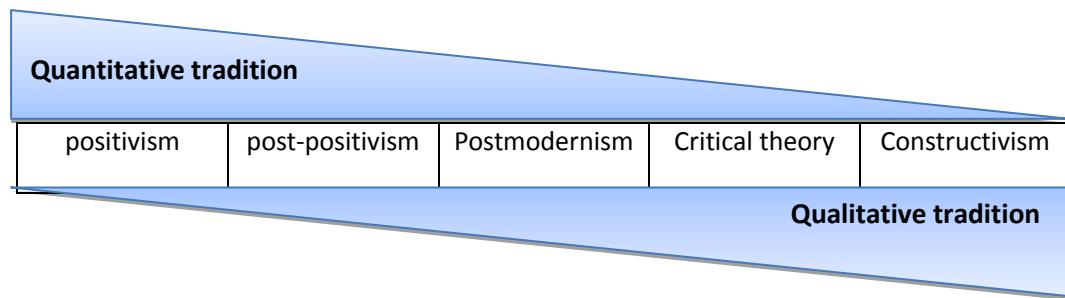 Quantitative tradition
positivism post-positivism Postmodernism Critical theory Constructivism
Qualitative tradition